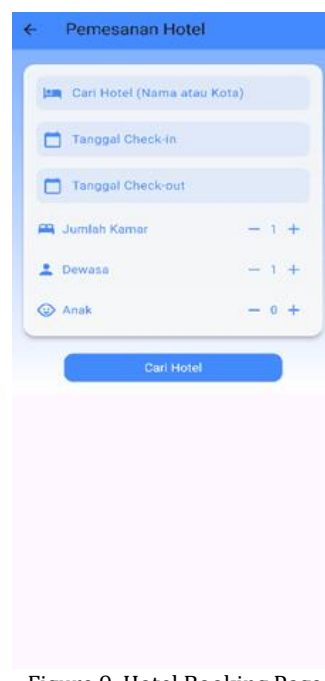 Pemesanan Hotel
Cari Hotel (Nama atau Kota)
Tanggal Check-in
Tanggal Check-out
Jumlah Kamar — 1 +
Dewasa — 1 +
Anak — 0 +
Cari Hotel
Figure 9. Hotel Booking Page